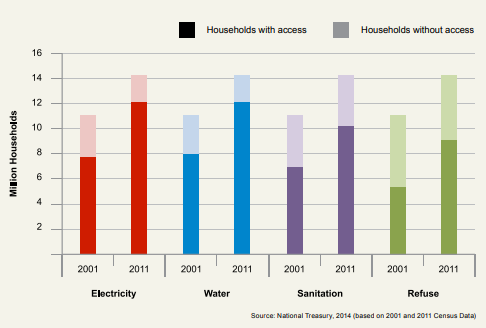 Households with access Households without access
16
14
12
10
8
6
4
2
Million Households
2001 2011 2001 2011 2001 2011 2001 2011
Electricity Water Sanitation Refuse
Source: National Treasury, 2014 (based on 2001 and 2011 Census Data)